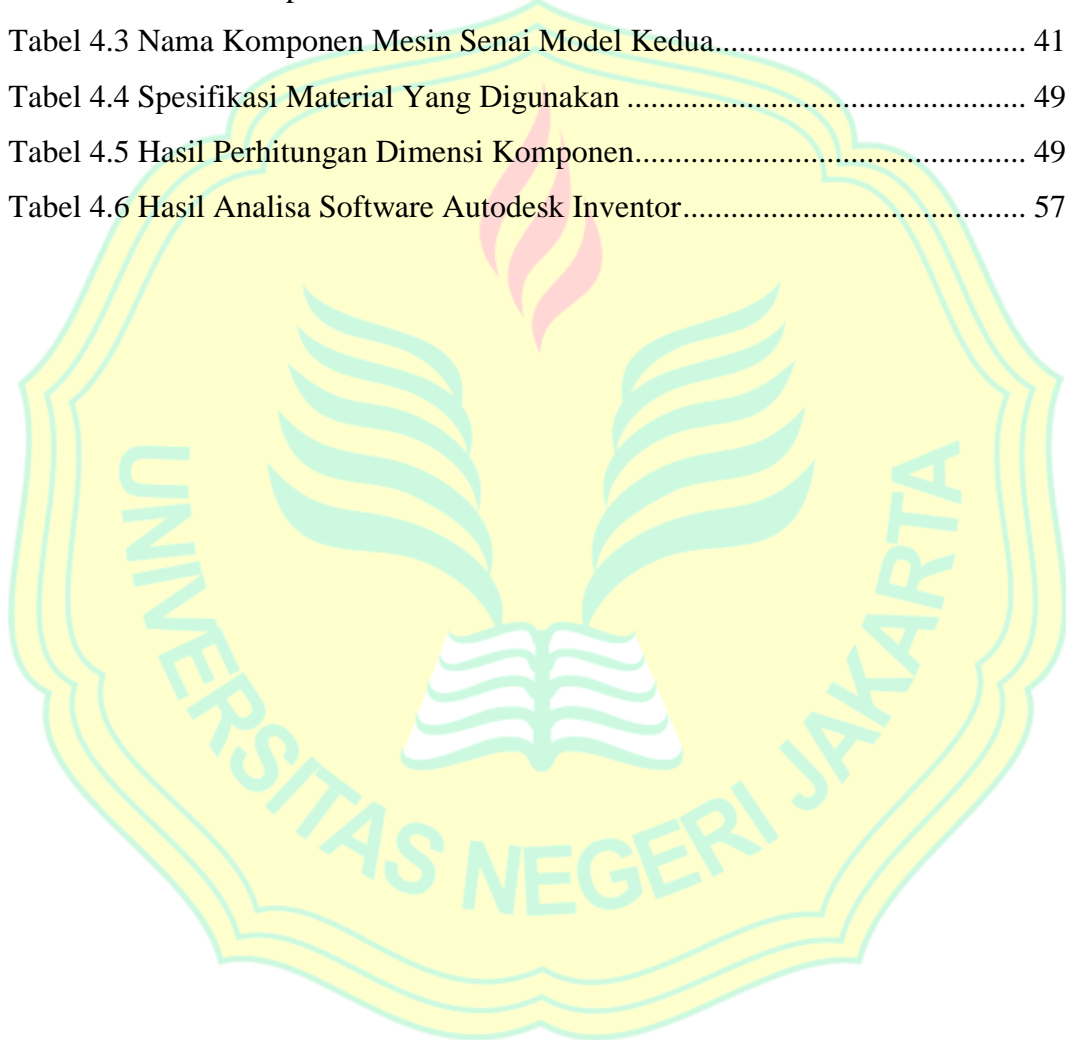 Tabel 4.3 Nama Komponen Mesin Senai Model Kedua.................................. 41
Tabel 4.4 Spesifikasi Material Yang Digunakan ........................................... 49
Tabel 4.5 Hasil Perhitungan Dimensi Komponen............................................. 49
Tabel 4.6 Hasil Analisa Software Autodesk Inventor..................................... 57
UNIVERSITAS NEGERI JAKARTA